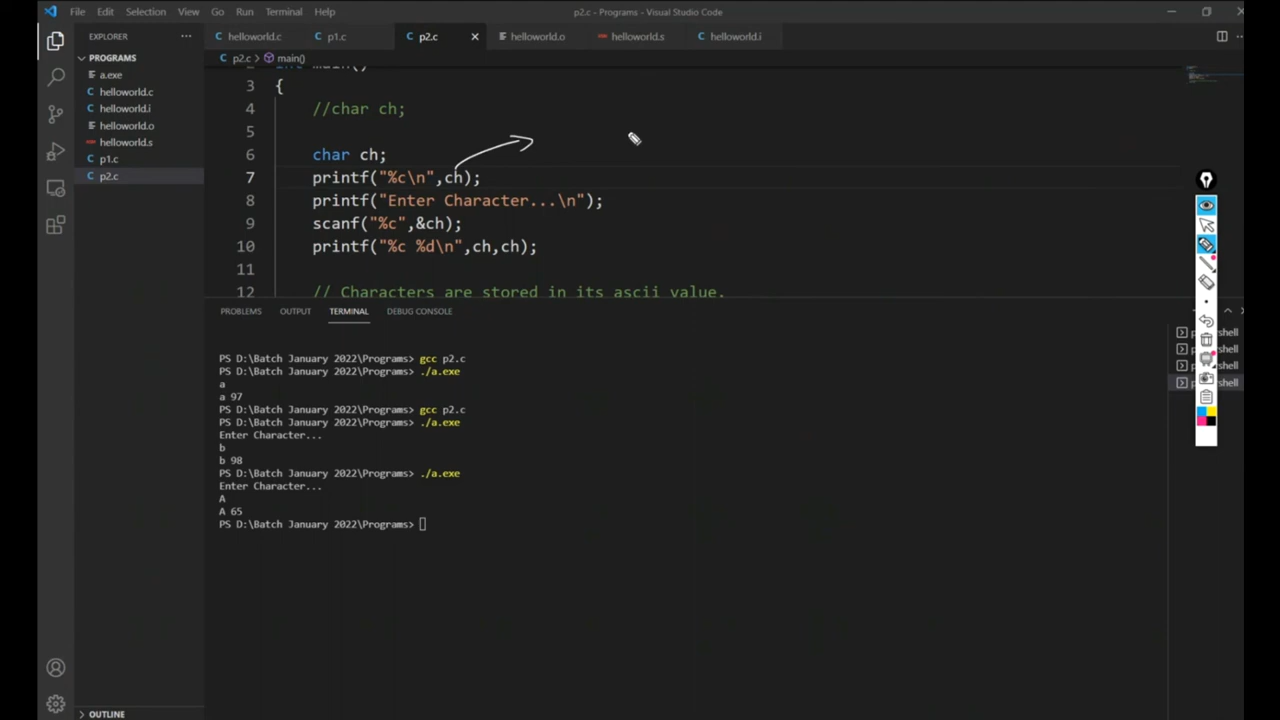 File Edit Selection View Go Run Terminal Help
p2.c - Programs - Visual Studio Code
EXPLORER
helloworld.c p1.c p2.c helloworld.o helloworld.s helloworld.i
PROGRAMS
p2.c > main()
a.exe
helloworld.c
helloworld.i
helloworld.o
helloworld.s
p1.c
p2.c
2 int main()
3 {
4 //char ch;
5
6 char ch;
7 printf("%c\n",ch);
8 printf("Enter Character...\n");
9 scanf("%c",&ch);
10 printf("%c %d\n",ch,ch);
11
12 // Characters are stored in its ascii value.
PROBLEMS OUTPUT TERMINAL DEBUG CONSOLE
PS D:\Batch January 2022\Programs> gcc p2.c
PS D:\Batch January 2022\Programs> ./a.exe
a
a 97
PS D:\Batch January 2022\Programs> gcc p2.c
PS D:\Batch January 2022\Programs> ./a.exe
Enter Character...
b
b 98
PS D:\Batch January 2022\Programs> ./a.exe
Enter Character...
A
A 65
PS D:\Batch January 2022\Programs>
OUTLINE